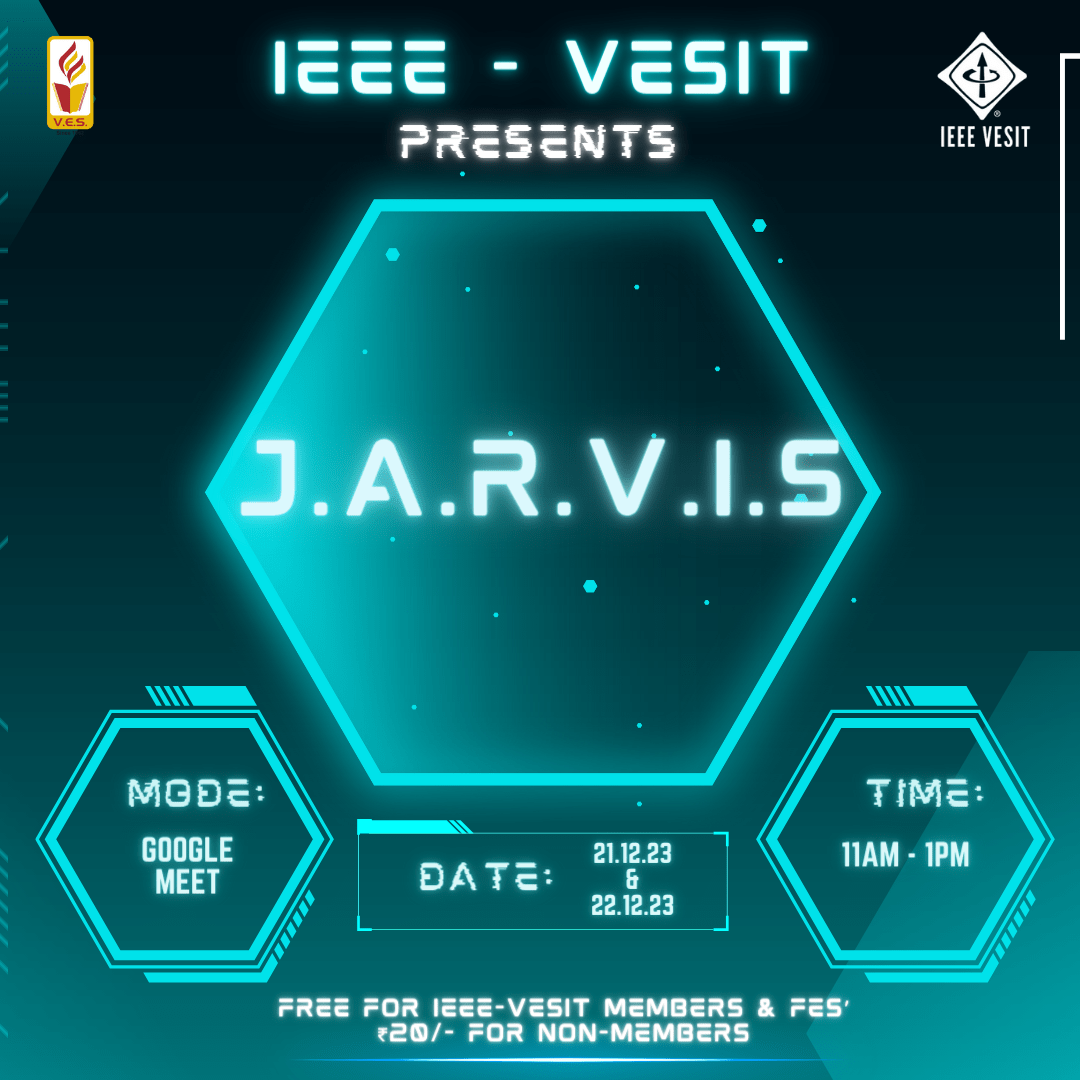 V.E.S.
IEEE - VESIT
PRESENTS
IEEE VESIT
J.A.R.V.I.S
MODE:
GOOGLE
MEET
DATE:
21.12.23
&
22.12.23
TIME:
11AM - 1PM
FREE FOR IEEE-VESIT MEMBERS & FES'
₹20/- FOR NON-MEMBERS